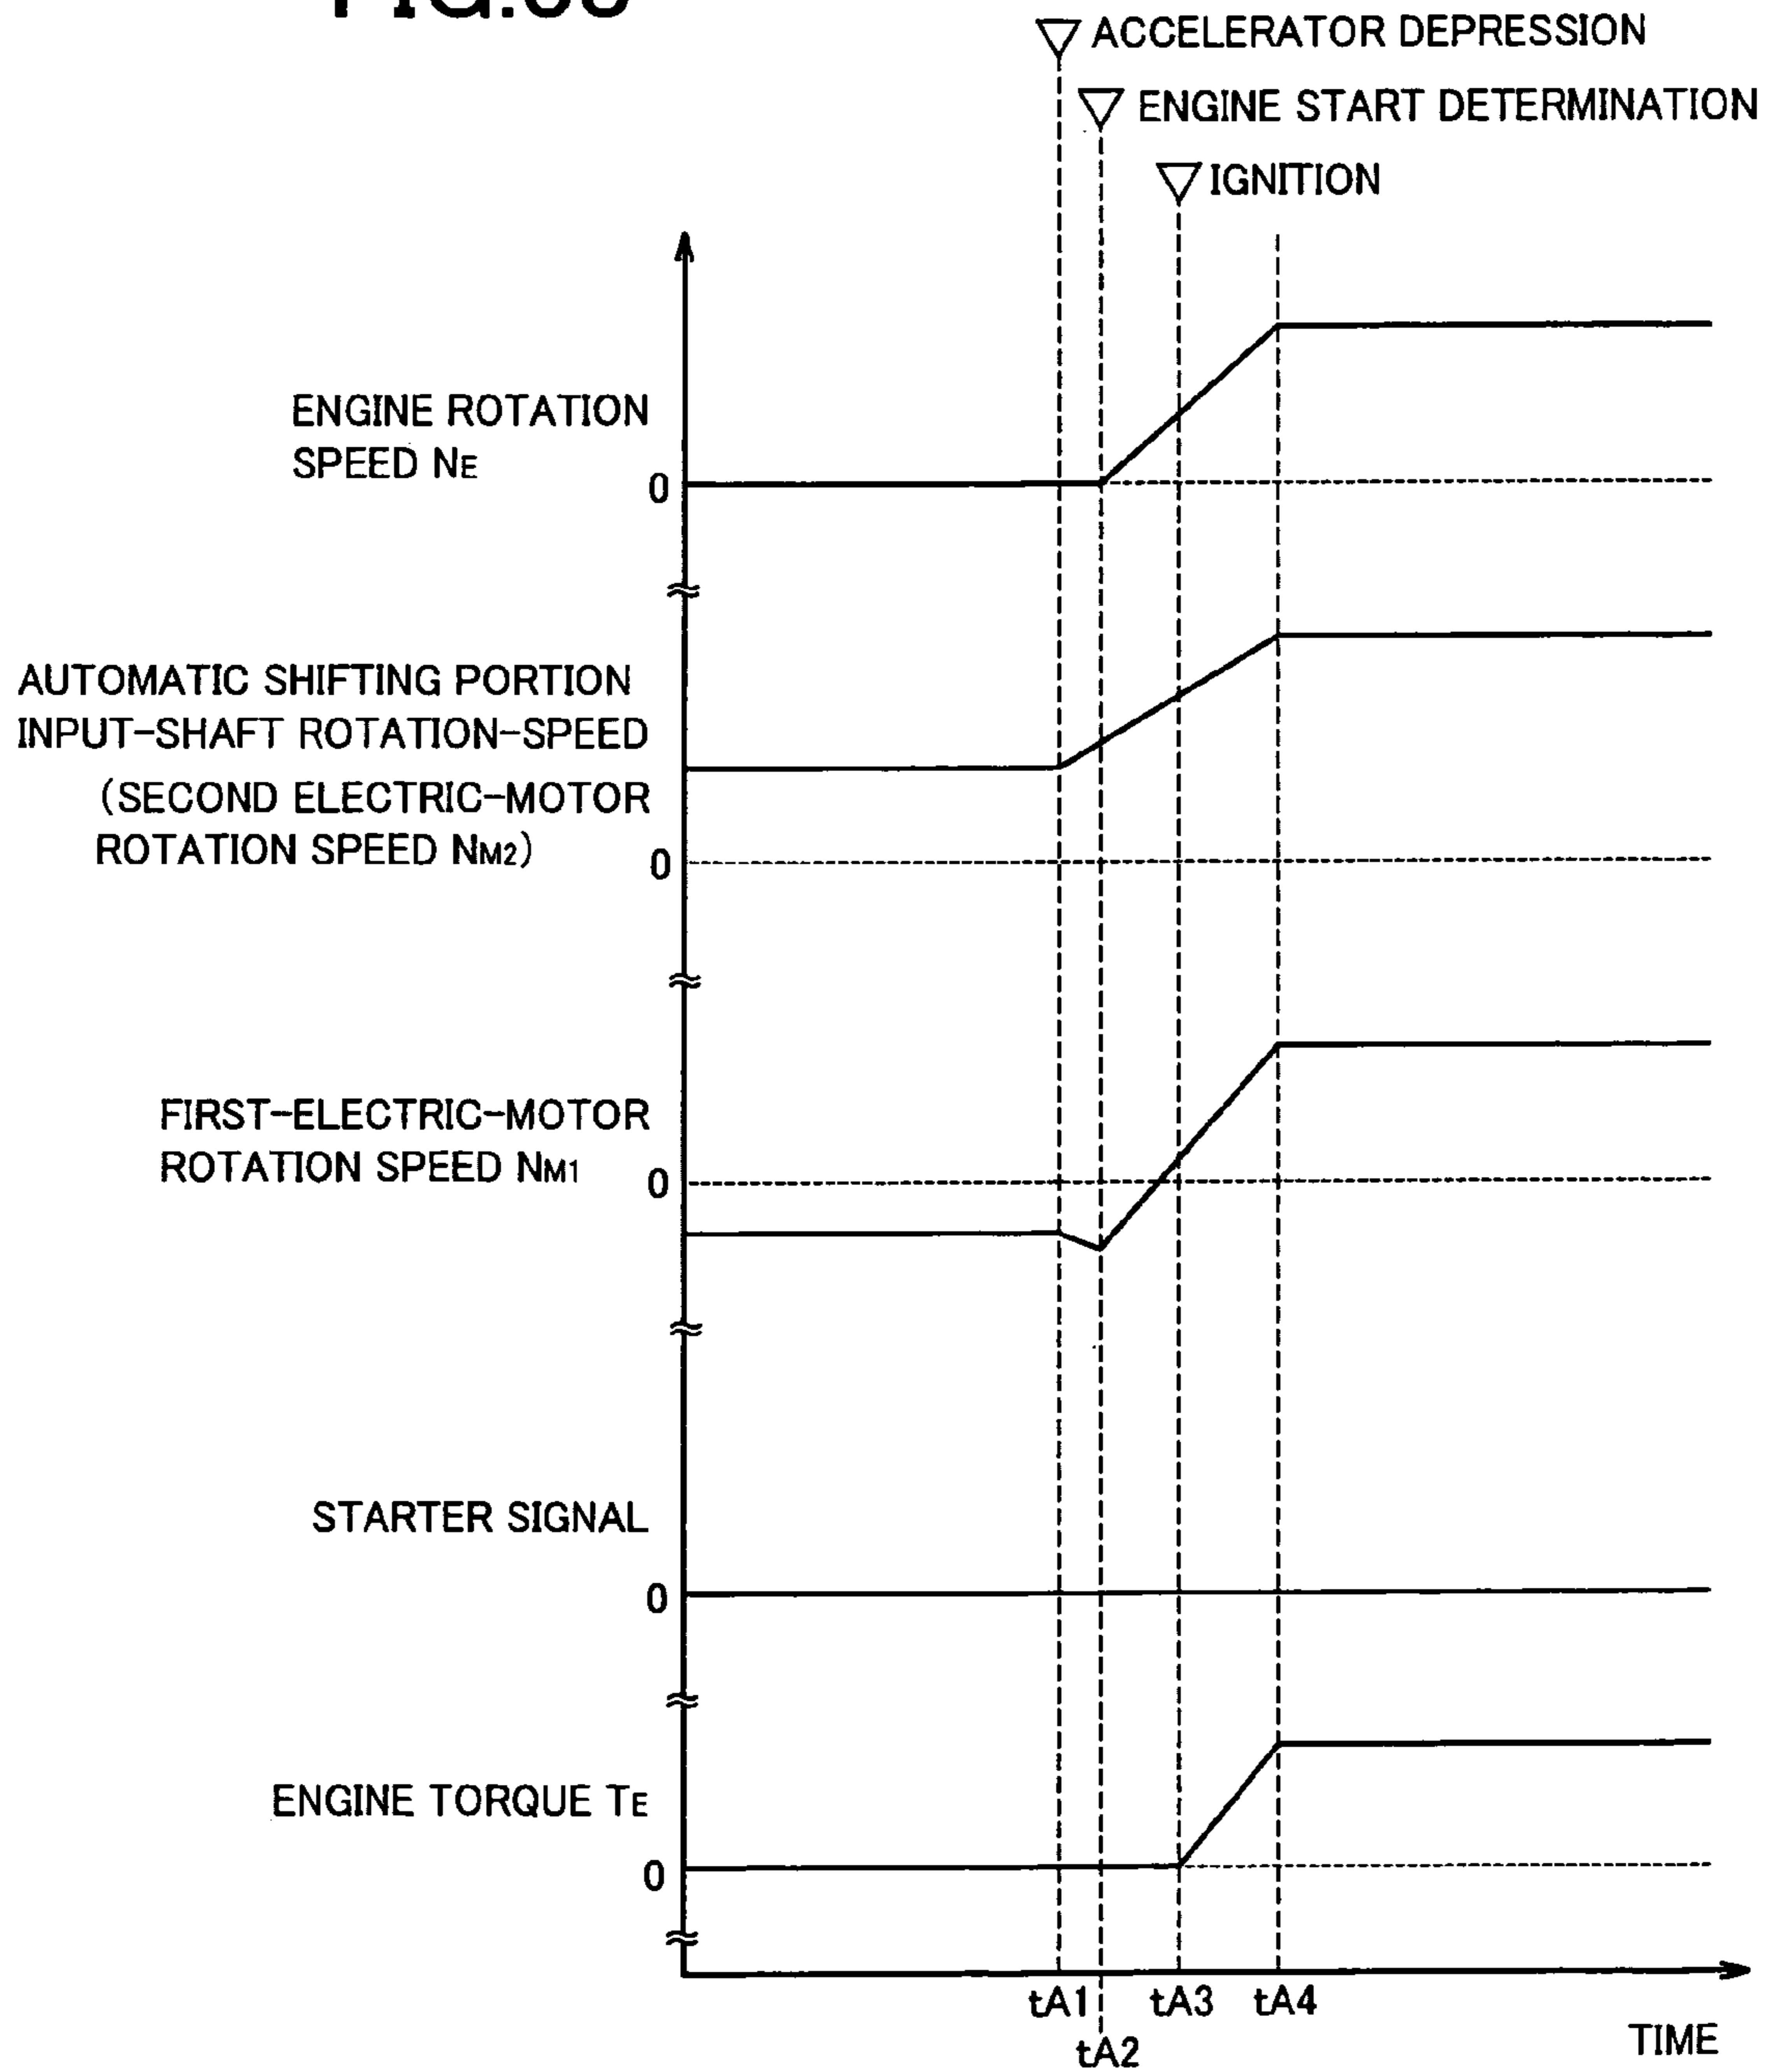 ACCELERATOR DEPRESSION
ENGINE START DETERMINATION
IGNITION
ENGINE ROTATION
SPEED NE
0
AUTOMATIC SHIFTING PORTION
INPUT-SHAFT ROTATION-SPEED
(SECOND ELECTRIC-MOTOR
ROTATION SPEED NM2)
0
FIRST-ELECTRIC-MOTOR
ROTATION SPEED NM1
0
STARTER SIGNAL
0
ENGINE TORQUE TE
0
tA1 tA3 tA4
tA2
TIME